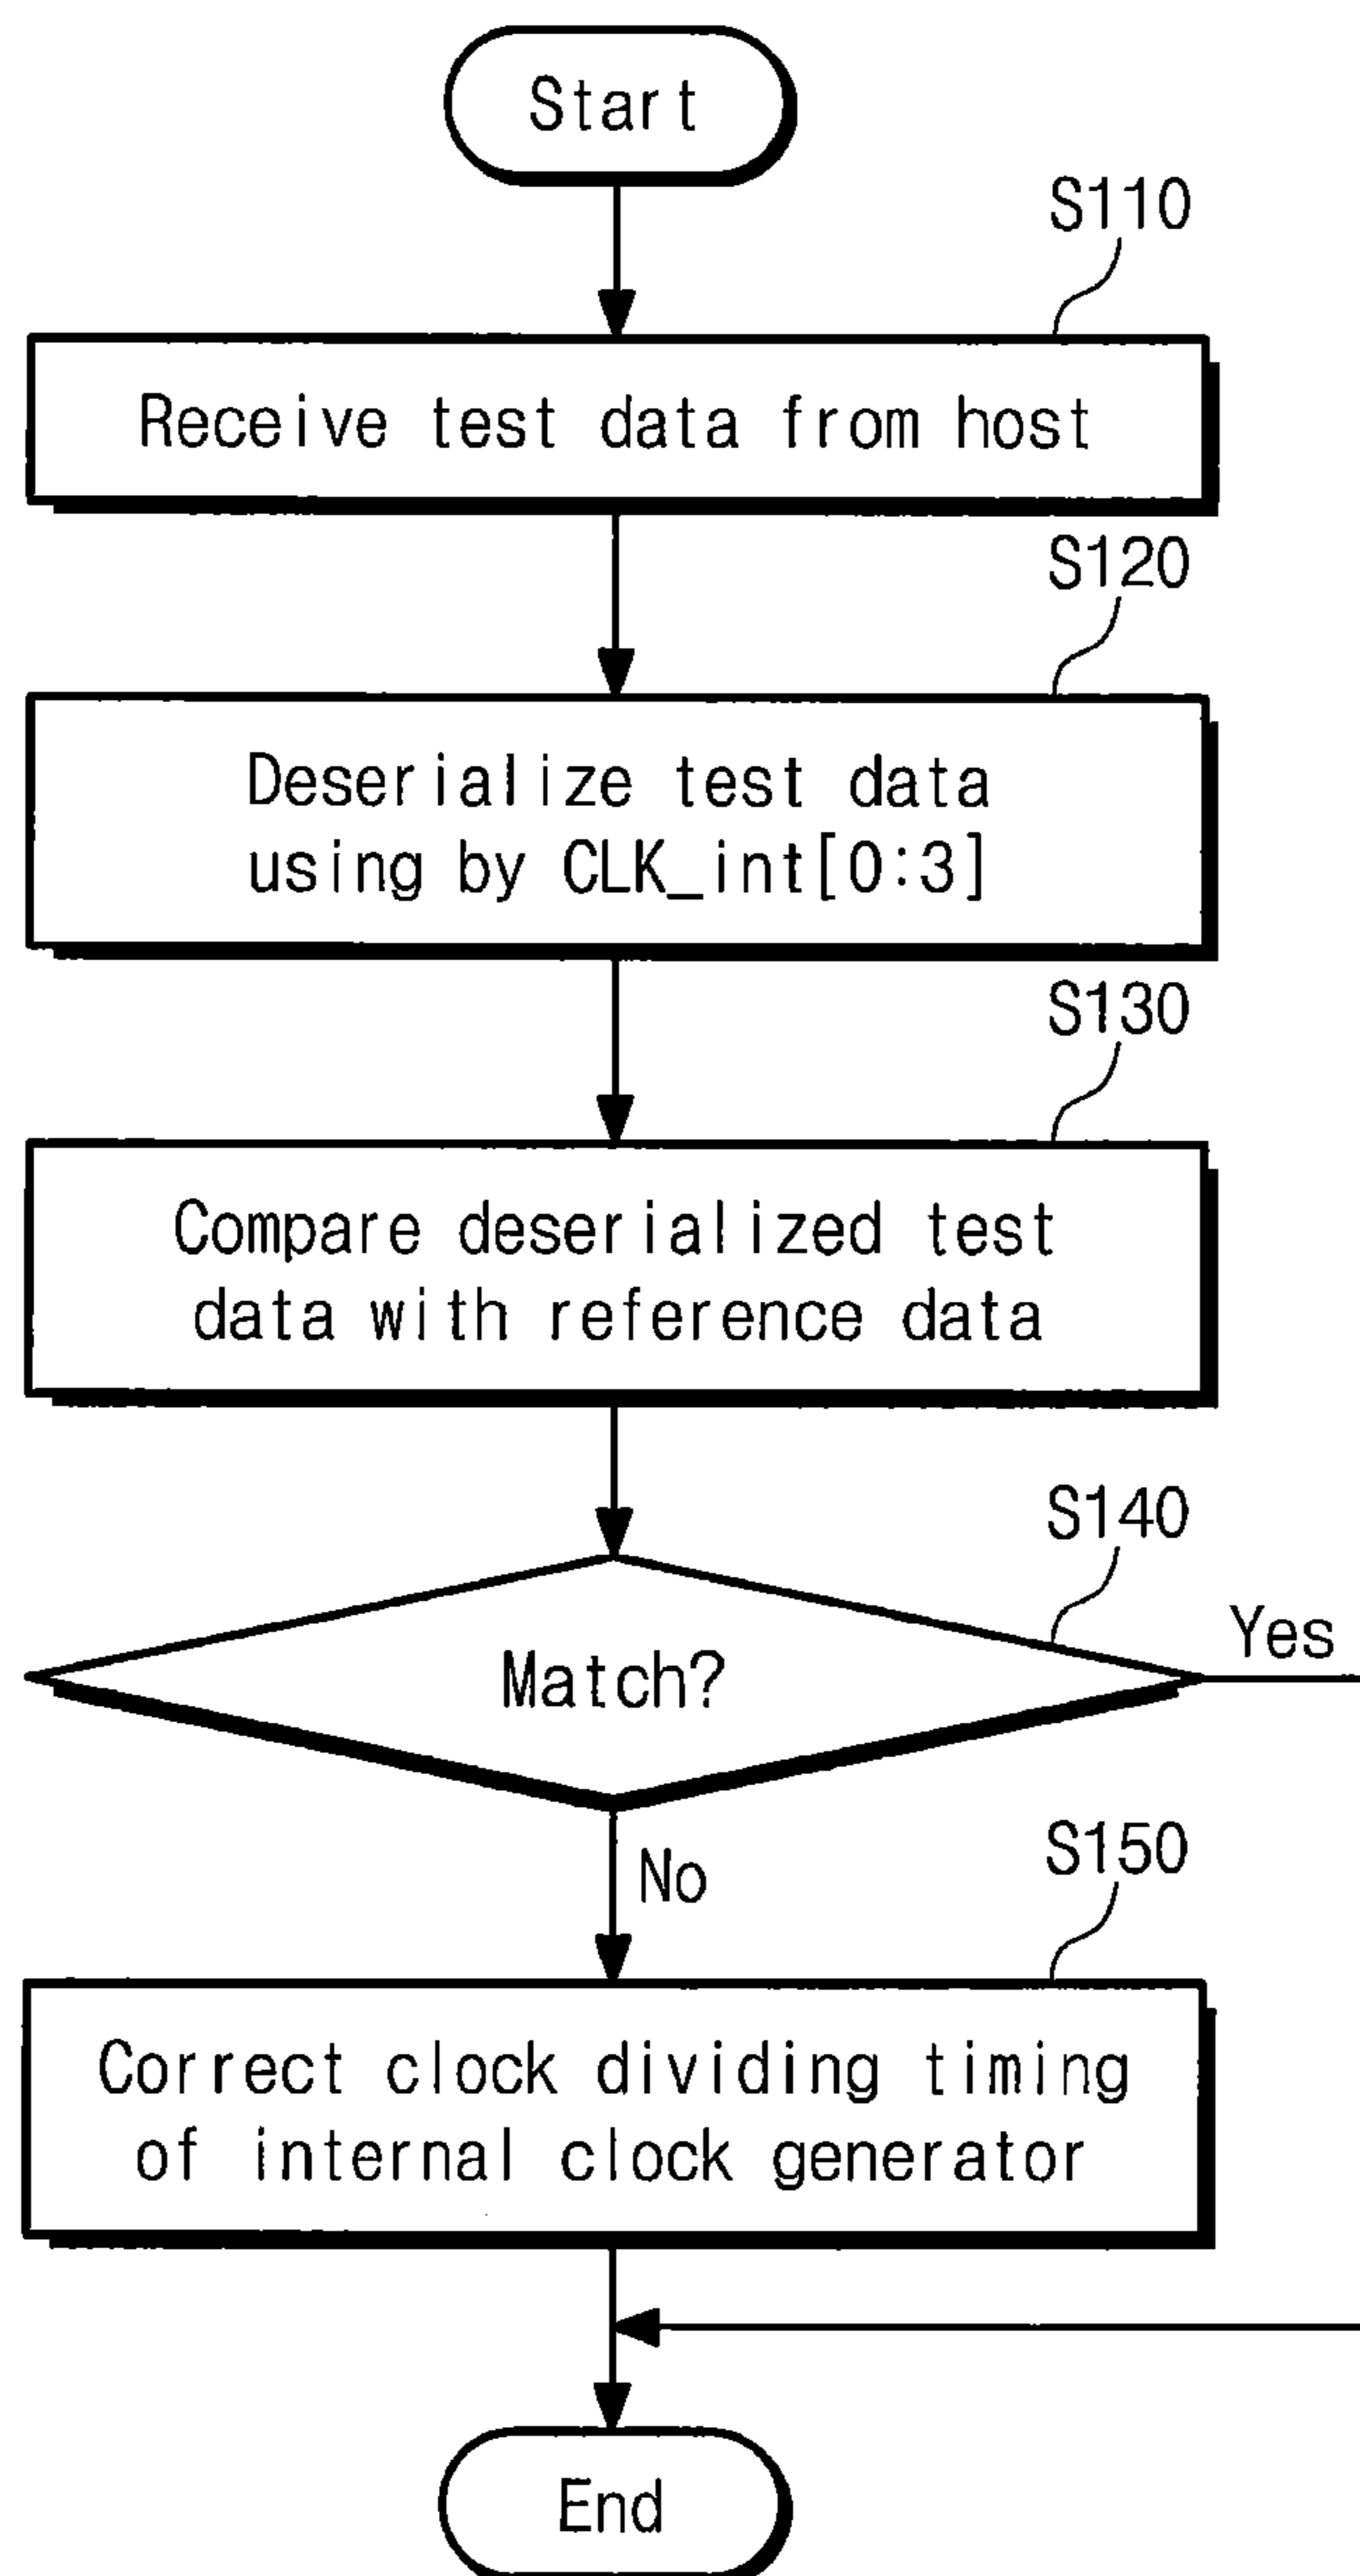 Start
S110
Receive test data from host
S120
Deserialize test data
using by CLK_int[0:3]
S130
Compare deserialized test
data with reference data
S140
Match?
Yes
No
S150
Correct clock dividing timing
of internal clock generator
End